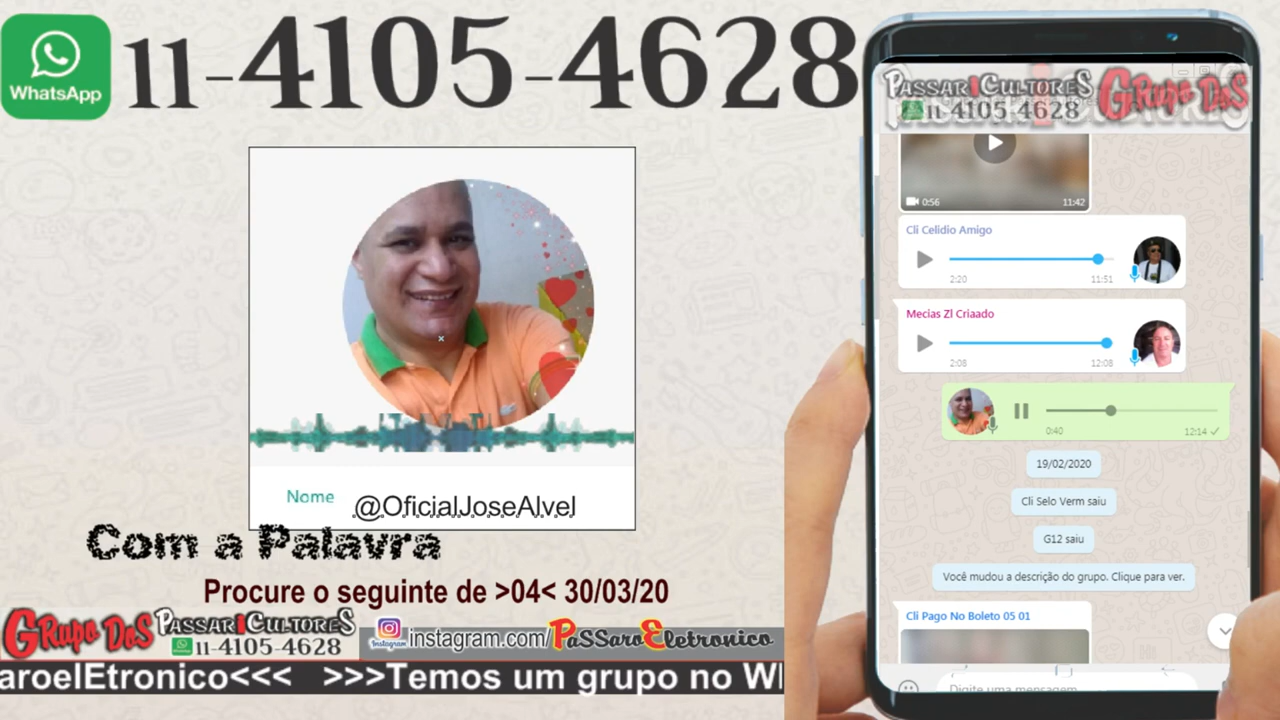 WhatsApp
11-4105-4628
Nome @OficialJoseAlvel
Com a Palavra
Procure o seguinte de >04< 30/03/20
GRupo DoS PASSARICULTORES
11-4105-4628
Instagram
instagram.com/PaSSaroEletronico
aroelEtronico<<< >>>Temos um grupo no W
PASSARICULTORES GRupo DoS
11-4105-4628
0:56 11:42
Cli Celidio Amigo
2:20 11:51
Mecias Zl Criaado
2:08 12:08
0:40 12:14
19/02/2020
Cli Selo Verm saiu
G12 saiu
Você mudou a descrição do grupo. Clique para ver.
Cli Pago No Boleto 05 01
Digite uma mensagem